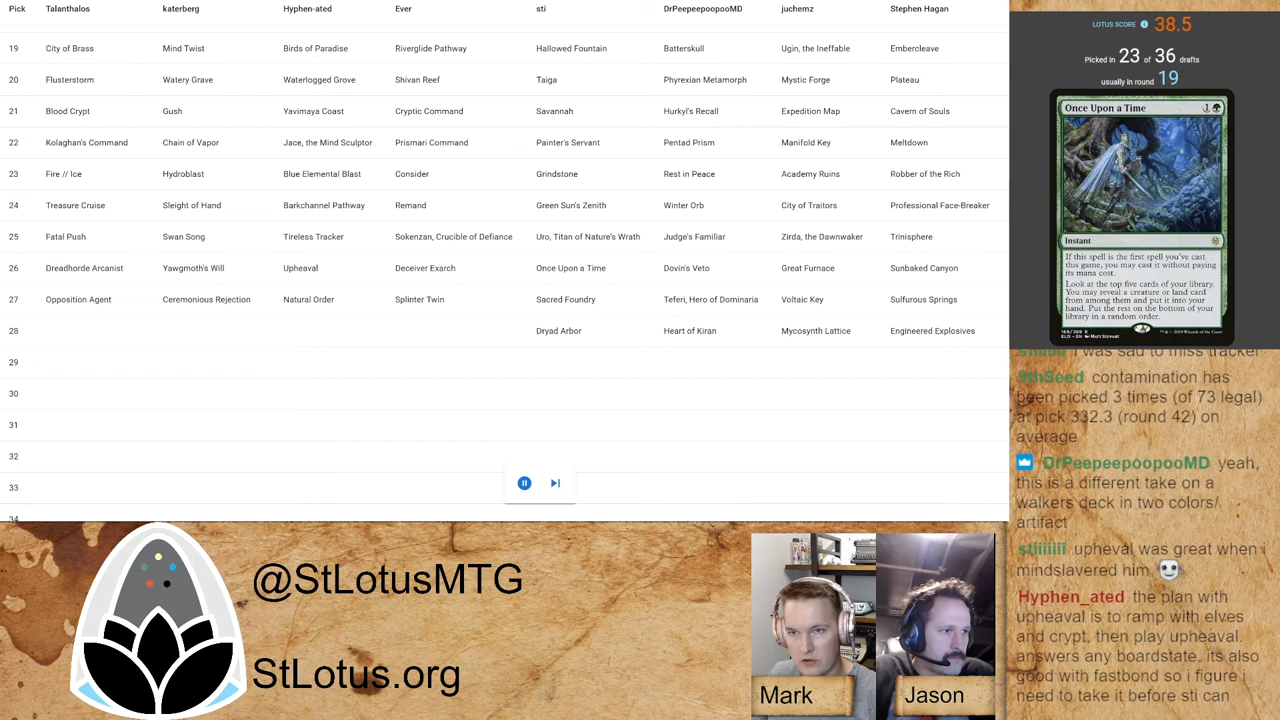 Pick Talanthalos katerberg Hyphen-ated Ever sti DrPeepeepoopooMD juchemz Stephen Hagan
19 City of Brass Mind Twist Birds of Paradise Riverglide Pathway Hallowed Fountain Batterskull Ugin, the Ineffable Embercleave
20 Flusterstorm Watery Grave Waterlogged Grove Shivan Reef Taiga Phyrexian Metamorph Mystic Forge Plateau
21 Blood Crypt Gush Yavimaya Coast Cryptic Command Savannah Hurkyl's Recall Expedition Map Cavern of Souls
22 Kolaghan's Command Chain of Vapor Jace, the Mind Sculptor Prismari Command Painter's Servant Pentad Prism Manifold Key Meltdown
23 Fire // Ice Hydroblast Blue Elemental Blast Consider Grindstone Rest in Peace Academy Ruins Robber of the Rich
24 Treasure Cruise Sleight of Hand Barkchannel Pathway Remand Green Sun's Zenith Winter Orb City of Traitors Professional Face-Breaker
25 Fatal Push Swan Song Tireless Tracker Sokenzan, Crucible of Defiance Uro, Titan of Nature's Wrath Judge's Familiar Zirda, the Dawnwaker Trinisphere
26 Dreadhorde Arcanist Yawgmoth's Will Upheaval Deceiver Exarch Once Upon a Time Dovin's Veto Great Furnace Sunbaked Canyon
27 Opposition Agent Ceremonious Rejection Natural Order Splinter Twin Sacred Foundry Teferi, Hero of Dominaria Voltaic Key Sulfurous Springs
28 Dryad Arbor Heart of Kiran Mycosynth Lattice Engineered Explosives
29
30
31
32
33
34
LOTUS SCORE 38.5
Picked in 23 of 36 drafts
usually in round 19
Once Upon a Time 1
Instant
If this spell is the first spell you've cast
this game, you may cast it without paying
its mana cost.
Look at the top five cards of your library.
You may reveal a creature or land card
from among them and put it into your
hand. Put the rest on the bottom of your
library in a random order.
i was sad to miss tracker
9thSeed contamination has
been picked 3 times (of 73 legal)
at pick 332.3 (round 42) on
average
DrPeepeepoopooMD yeah,
this is a different take on a
walkers deck in two colors/
artifact
stiiiiiii upheval was great when i
mindslavered him
Hyphen_ated the plan with
upheaval is to ramp with elves
and crypt, then play upheaval.
answers any boardstate. its also
good with fastbond so i figure i
need to take it before sti can
@StLotusMTG
StLotus.org
Mark
Jason